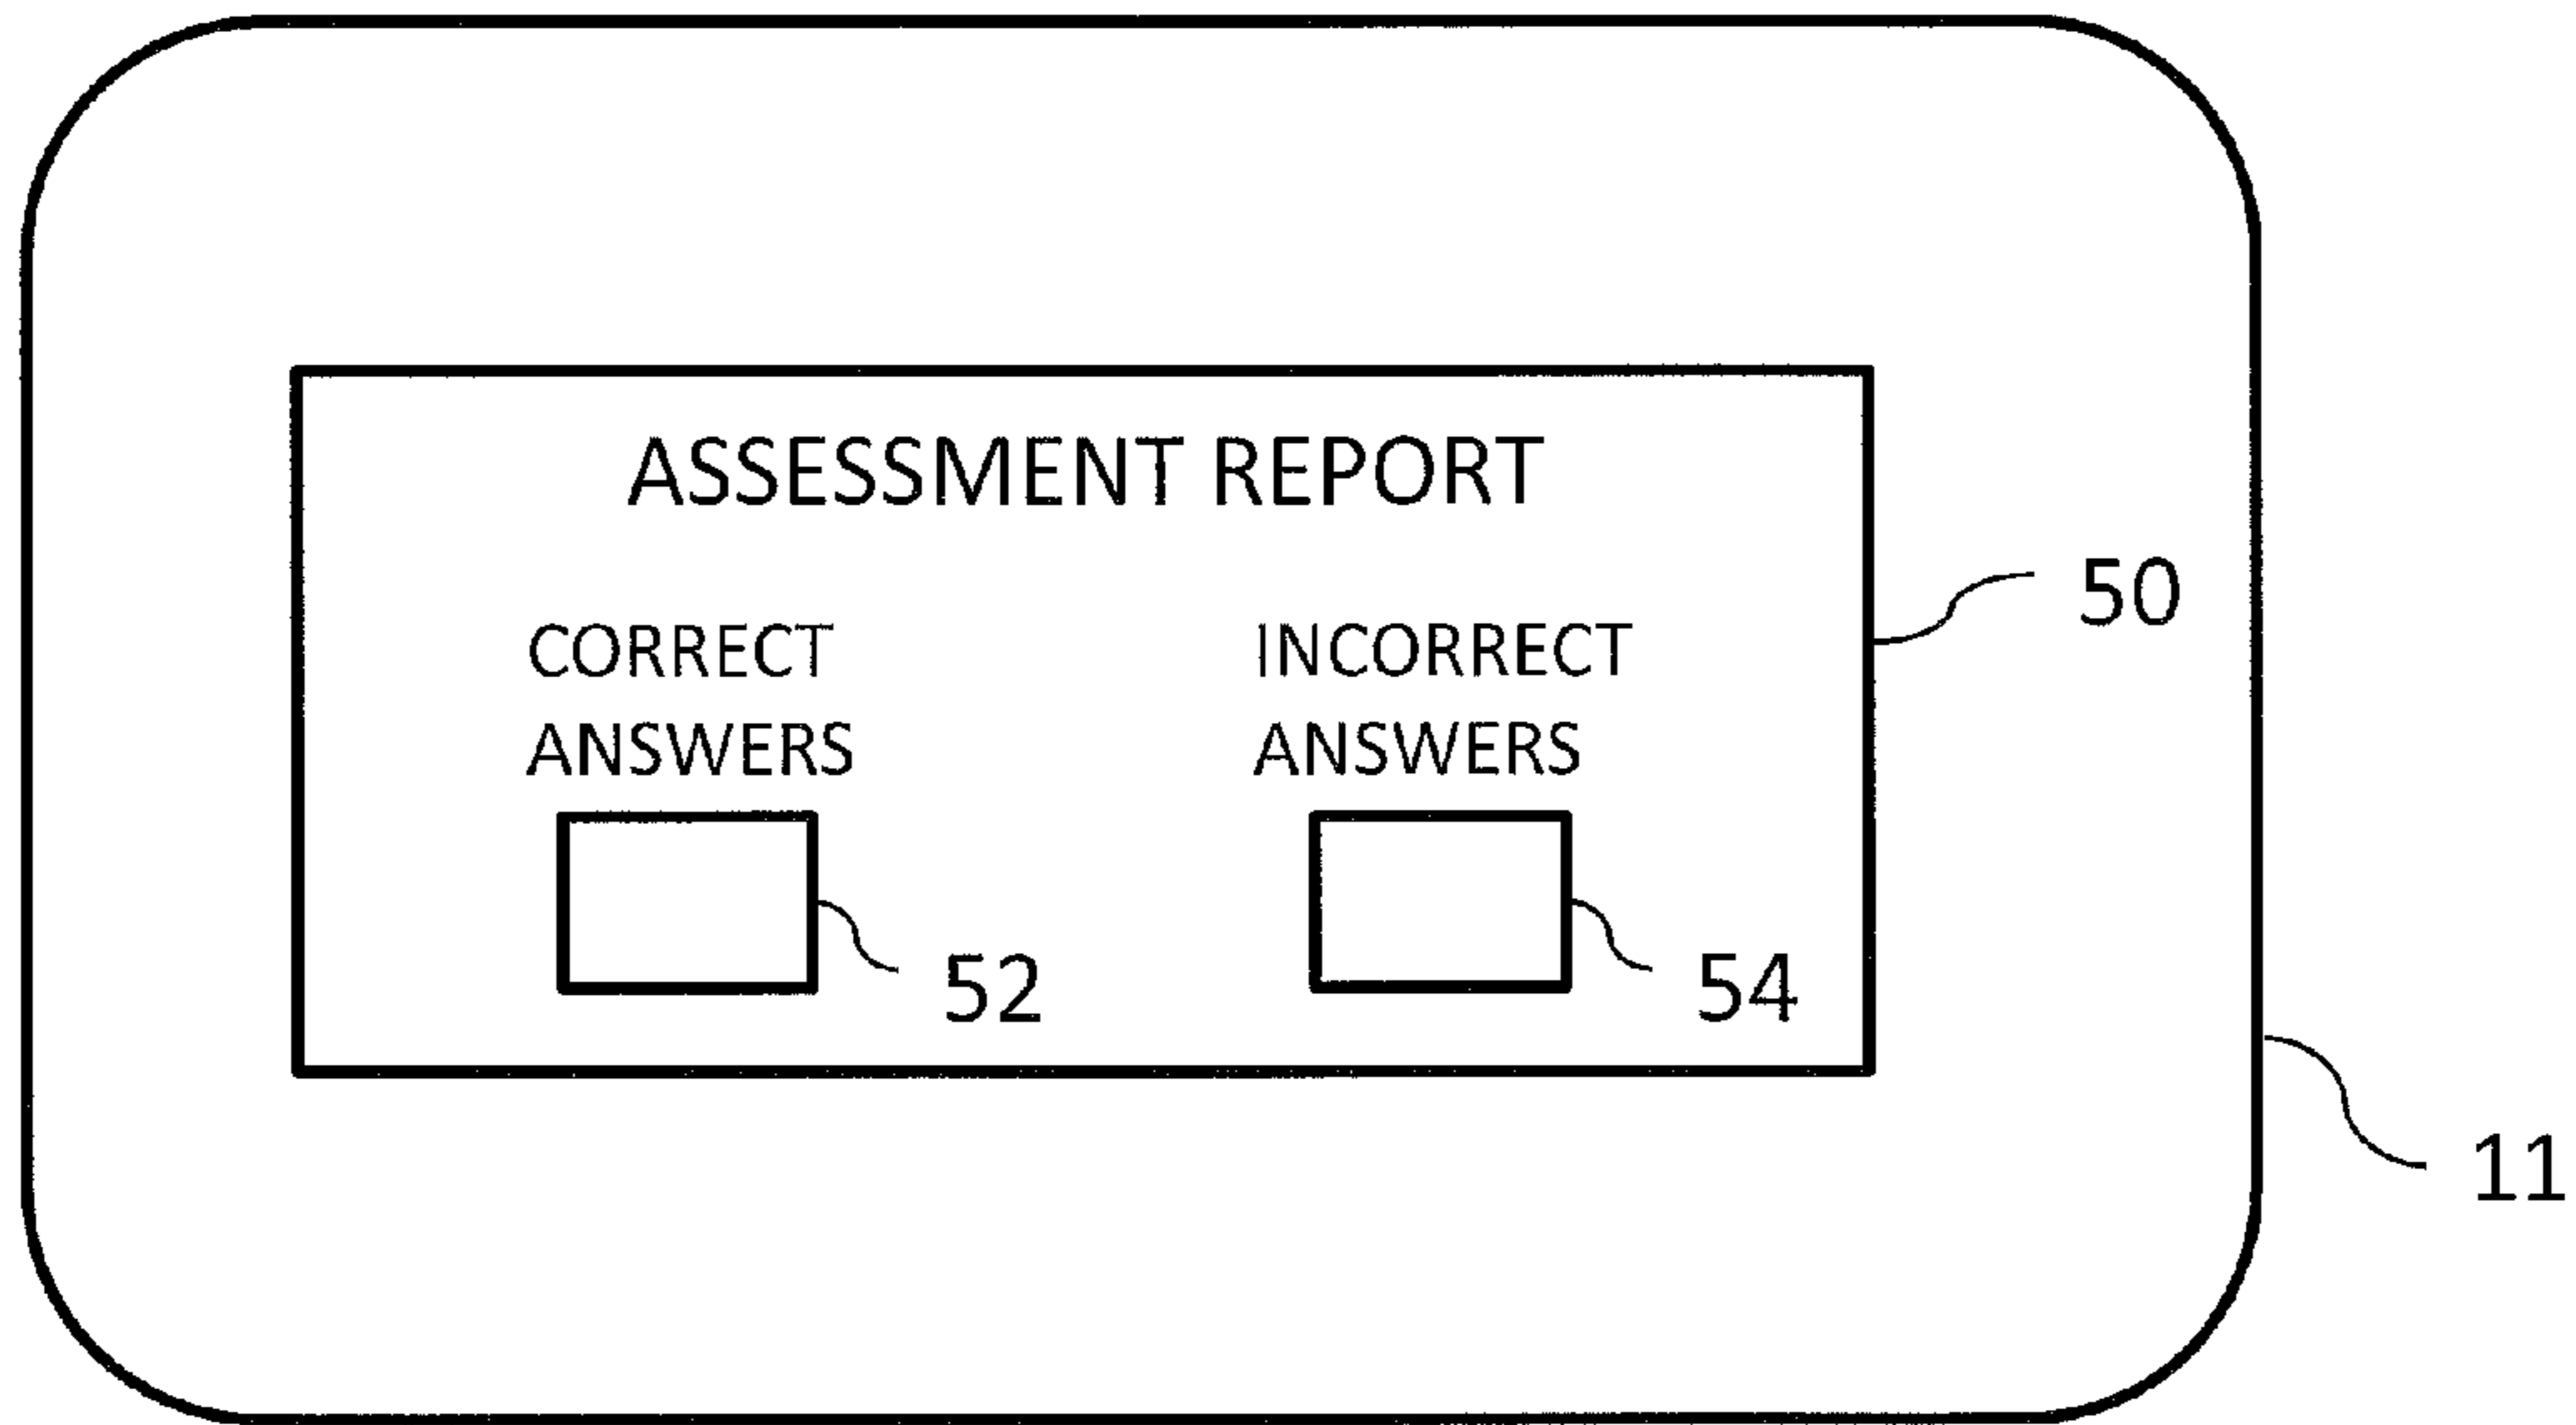 ASSESSMENT REPORT
50
CORRECT
ANSWERS
INCORRECT
ANSWERS
52
54
11